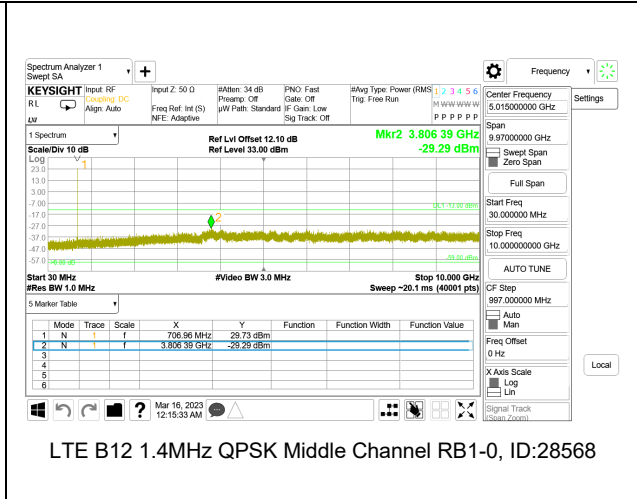 Spectrum Analyzer 1
Swept SA
KEYSIGHT
RL
Input: RF
Coupling: DC
Align: Auto
Input Z: 50 Ω
Freq Ref: Int (S)
NFE: Adaptive
#Atten: 34 dB
Preamp: Off
µW Path: Standard
PNO: Fast
Gate: Off
IF Gain: Low
Sig Track: Off
#Avg Type: Power (RMS
Trig: Free Run
1 2 3 4 5 6
M W W W W W
P P P P P P
1 Spectrum
Scale/Div 10 dB
Log
Ref Lvl Offset 12.10 dB
Ref Level 33.00 dBm
Mkr2 3.806 39 GHz
-29.29 dBm
1
23.0
13.0
3.00
-7.00
-17.0
2
-27.0
-37.0
-47.0
-57.0
Start 30 MHz
#Res BW 1.0 MHz
#Video BW 3.0 MHz
Stop 10.000 GHz
Sweep ~20.1 ms (40001 pts)
5 Marker Table
Mode Trace Scale X Y Function Function Width Function Value
1 N 1 f 706.96 MHz 29.73 dBm
2 N 1 f 3.806 39 GHz -29.29 dBm
3
4
5
6
?
Mar 16, 2023
12:15:33 AM
Frequency
Settings
Center Frequency
5.015000000 GHz
Span
9.97000000 GHz
Swept Span
Zero Span
Full Span
Start Freq
30.000000 MHz
Stop Freq
10.000000000 GHz
AUTO TUNE
CF Step
997.000000 MHz
Auto
Man
Freq Offset
0 Hz
X Axis Scale
Log
Lin
Signal Track
(Span Zoom)
Local
LTE B12 1.4MHz QPSK Middle Channel RB1-0, ID:28568